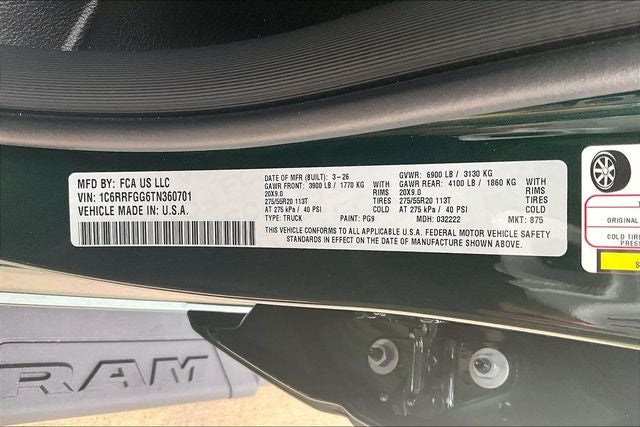 MFD BY: FCA US LLC
VIN: 1C6RRFGG6TN360701
VEHICLE MADE IN U.S.A.
DATE OF MFR (BUILT): 3-26
GAWR FRONT: 3900 LB / 1770 KG WITH
20X9.0 RIMS
275/55R20 113T TIRES
AT 275 kPa / 40 PSI COLD
TYPE: TRUCK PAINT: PG9
GVWR: 6900 LB / 3130 KG
GAWR REAR: 4100 LB / 1860 KG WITH
20X9.0 RIMS
275/55R20 113T TIRES
AT 275 kPa / 40 PSI COLD
MDH: 032222 MKT: 875
THIS VEHICLE CONFORMS TO ALL APPLICABLE U.S.A. FEDERAL MOTOR VEHICLE SAFETY
STANDARDS IN EFFECT ON THE DATE OF MANUFACTURE SHOWN ABOVE.
ORIGINAL
COLD TIRE
PRESS
RAM